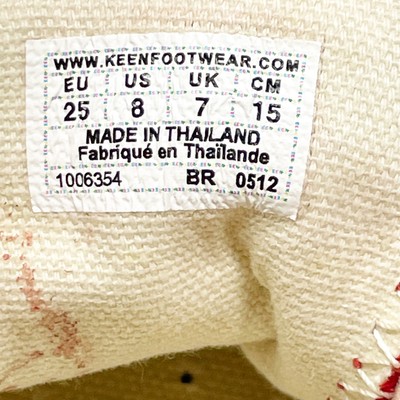 WWW.KEENFOOTWEAR.COM
EU US UK CM
25 8 7 15
MADE IN THAILAND
Fabriqué en Thaïlande
1006354 BR 0512